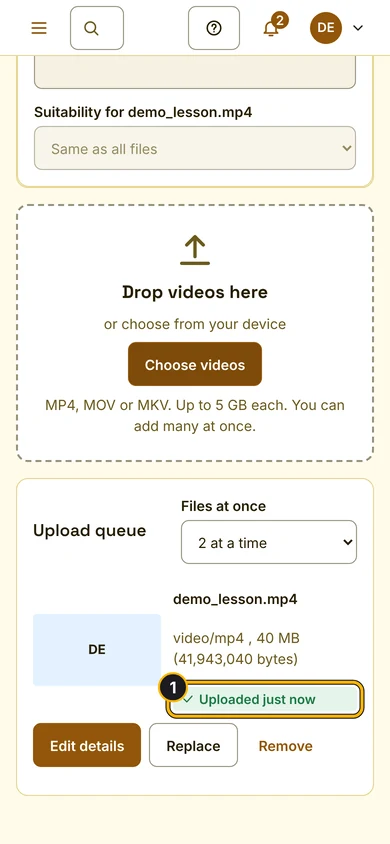 2
DE
Suitability for demo_lesson.mp4
Same as all files
Drop videos here
or choose from your device
Choose videos
MP4, MOV or MKV. Up to 5 GB each. You can
add many at once.
Files at once
Upload queue
2 at a time
demo_lesson.mp4
DE
video/mp4 , 40 MB
(41,943,040 bytes)
1
Uploaded just now
Edit details
Replace
Remove